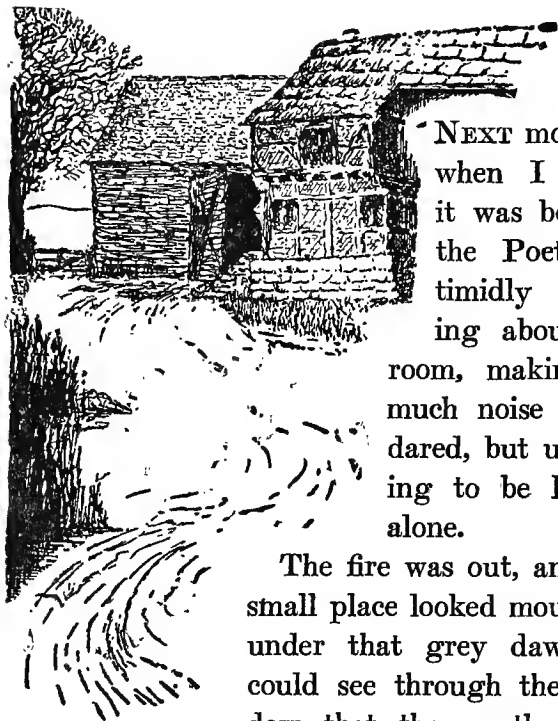 NEXT mo
when I
it was be
the Poet
timidly
ing abou
room, makin
much noise
dared, but u
ing to be
alone.
The fire was out, an
small place looked mou
under that grey daw
could see through the